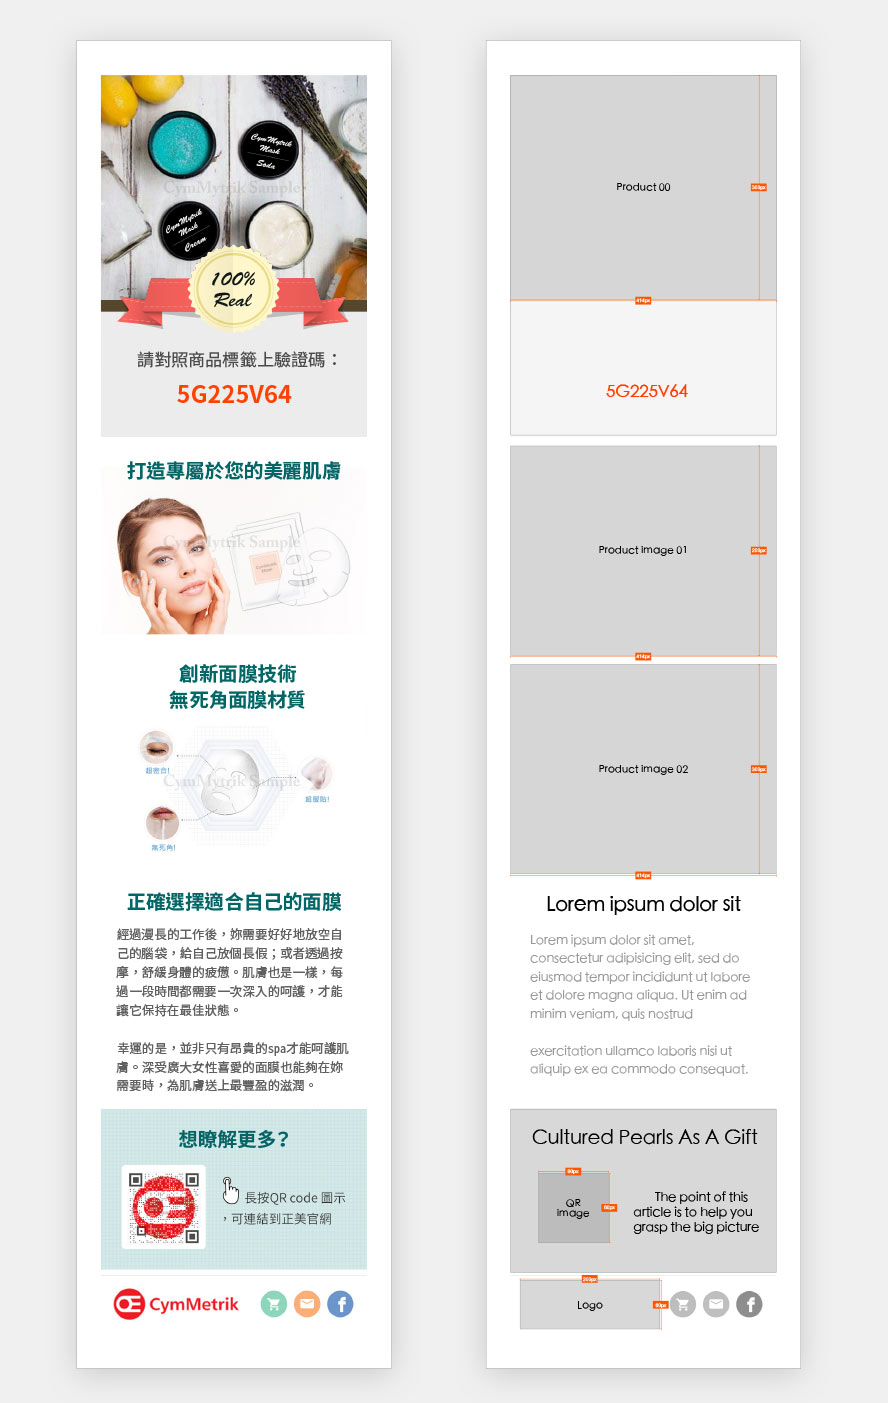 CymMytrik
Mask
Soda
CymMytrik Sample
CymMytrik
Mask
Cream
100%
Real
請對照商品標籤上驗證碼：
5G225V64
打造專屬於您的美麗肌膚
CymMytrik Sample
創新面膜技術
無死角面膜材質
超密合!
CymMytrik Sample
超服貼!
無死角!
正確選擇適合自己的面膜
經過漫長的工作後，妳需要好好地放空自
己的腦袋，給自己放個長假；或者透過按
摩，舒緩身體的疲憊。肌膚也是一樣，每
過一段時間都需要一次深入的呵護，才能
讓它保持在最佳狀態。
幸運的是，並非只有昂貴的spa才能呵護肌
膚。深受廣大女性喜愛的面膜也能夠在妳
需要時，為肌膚送上最豐盈的滋潤。
想瞭解更多？
長按QR code 圖示
，可連結到正美官網
CymMetrik
Product 00
414px
5G225V64
Product image 01
414px
Product image 02
414px
Lorem ipsum dolor sit
Lorem ipsum dolor sit amet,
consectetur adipisicing elit, sed do
eiusmod tempor incididunt ut labore
et dolore magna aliqua. Ut enim ad
minim veniam, quis nostrud
exercitation ullamco laboris nisi ut
aliquip ex ea commodo consequat.
Cultured Pearls As A Gift
QR
image
The point of this
article is to help you
grasp the big picture
Logo